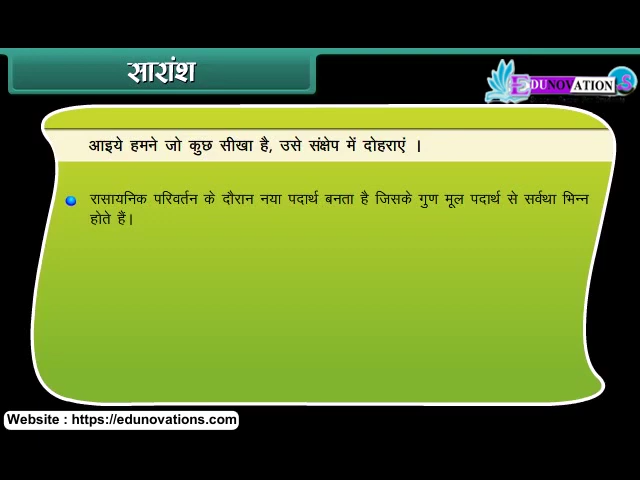 सारांश
EDUNOVATIONS
आइये हमने जो कुछ सीखा है, उसे संक्षेप में दोहराएं ।
रासायनिक परिवर्तन के दौरान नया पदार्थ बनता है जिसके गुण मूल पदार्थ से सर्वथा भिन्न
होते हैं।
Website : https://edunovations.com